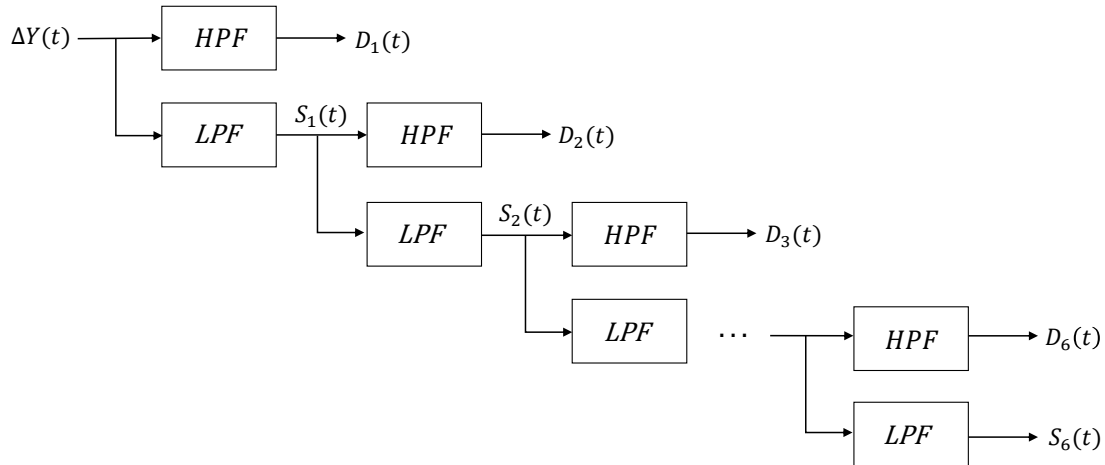 ΔY(t) HPF D₁(t)
LPF S₁(t) HPF D₂(t)
LPF S₂(t) HPF D₃(t)
LPF ... HPF D₆(t)
LPF S₆(t)